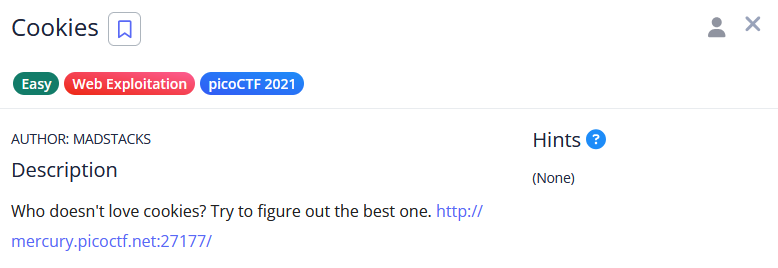 Cookies
Easy Web Exploitation picoCTF 2021
AUTHOR: MADSTACKS
Description
Who doesn't love cookies? Try to figure out the best one. http://
mercury.picoctf.net:27177/
Hints ?
(None)